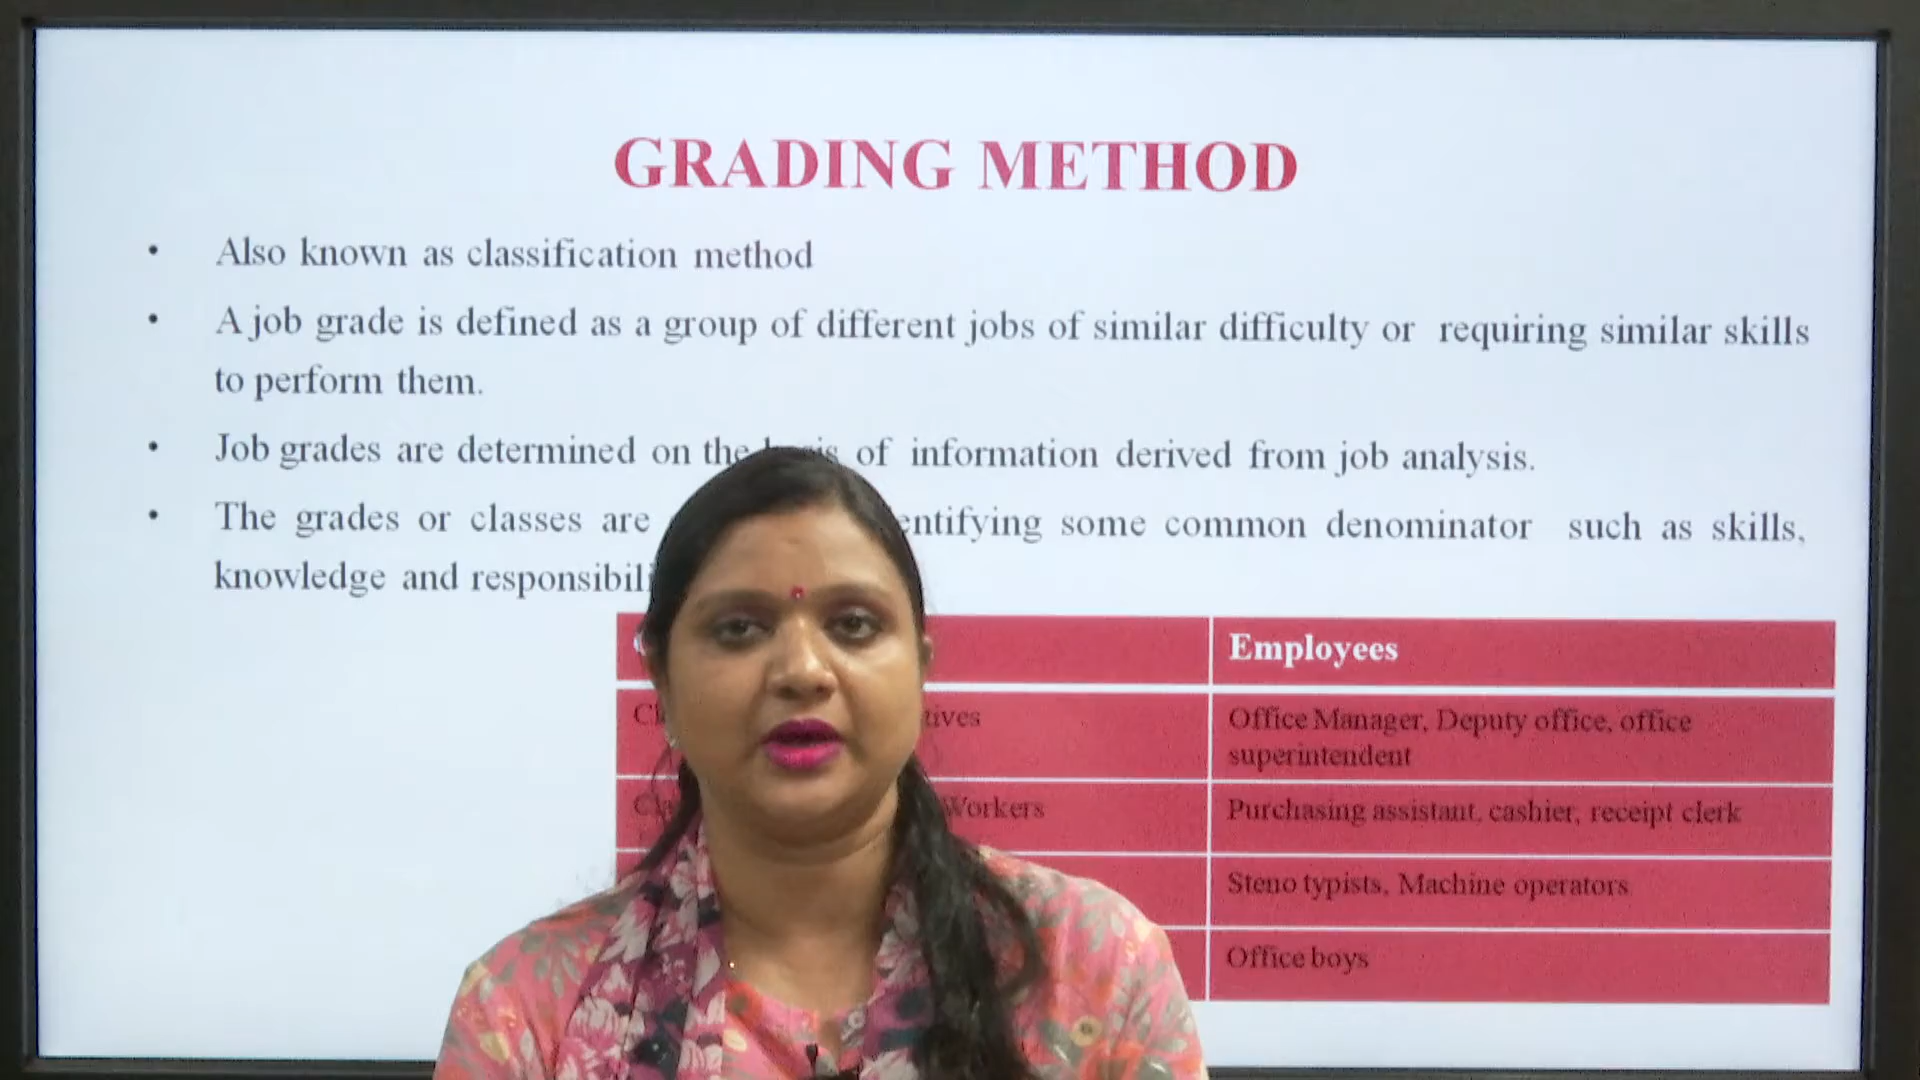 GRADING METHOD
• Also known as classification method
• A job grade is defined as a group of different jobs of similar difficulty or requiring similar skills
to perform them.
• Job grades are determined on the of information derived from job analysis.
• The grades or classes are some common denominator such as skills,
knowledge and
Employees
Office Manager, Deputy office, office
superintendent
Workers Purchasing assistant, cashier, receipt clerk
Steno typists, Machine operators
Office boys